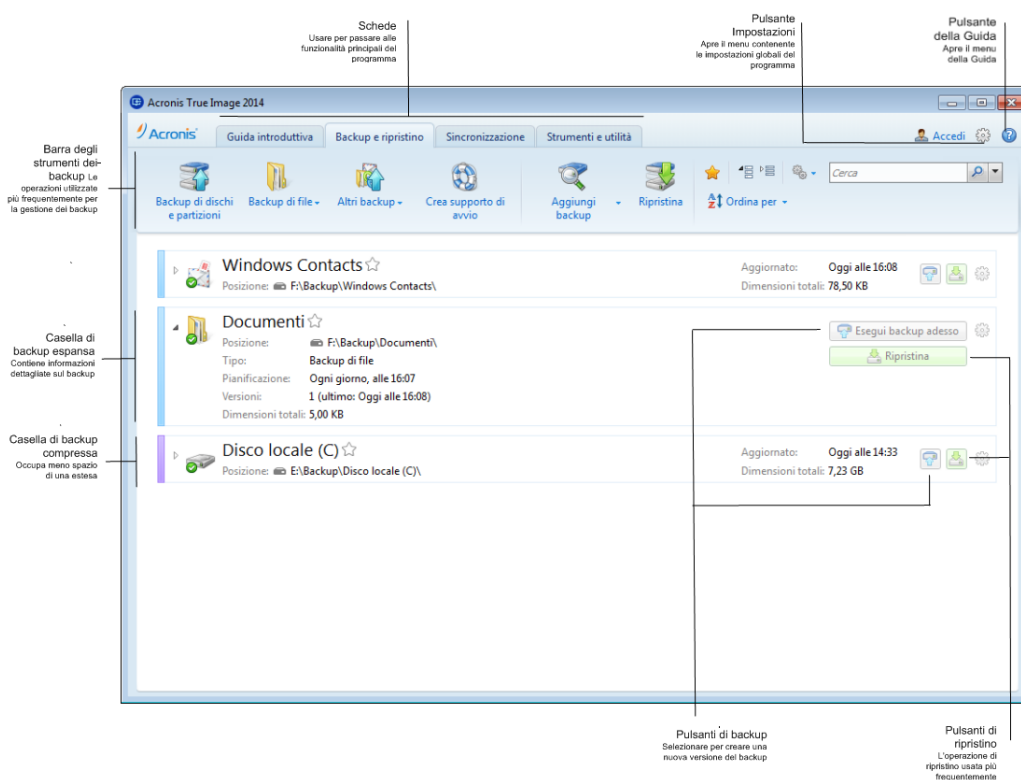 Schede
Usare per passare alle
funzionalità principali del
programma
Pulsante
Impostazioni
Apre il menu contenente
le impostazioni globali del
programma
Pulsante
della Guida
Apre il menu
della Guida
Acronis True Image 2014
Acronis
Guida introduttiva
Backup e ripristino
Sincronizzazione
Strumenti e utilità
Accedi
Barra degli
strumenti dei-
backup Le
operazioni utilizzate
più frequentemente per
la gestione dei backup
Backup di dischi
e partizioni
Backup di file
Altri backup
Crea supporto di
avvio
Aggiungi
backup
Ripristina
Cerca
A
Z
Ordina per
Windows Contacts
Posizione: F:\Backup\Windows Contacts\
Aggiornato: Oggi alle 16:08
Dimensioni totali: 78,50 KB
Casella di
backup espansa
Contiene informazioni
dettagliate sul backup
Documenti
Posizione: F:\Backup\Documenti\
Tipo: Backup di file
Pianificazione: Ogni giorno, alle 16:07
Versioni: 1 (ultimo: Oggi alle 16:08)
Dimensioni totali: 5,00 KB
Esegui backup adesso
Ripristina
Casella di backup
compressa
Occupa meno spazio
di una estesa
Disco locale (C)
Posizione: E:\Backup\Disco locale (C)\
Aggiornato: Oggi alle 14:33
Dimensioni totali: 7,23 GB
Pulsanti di backup
Selezionare per creare una
nuova versione del backup
Pulsanti di
ripristino
L'operazione di
ripristino usata più
frequentemente